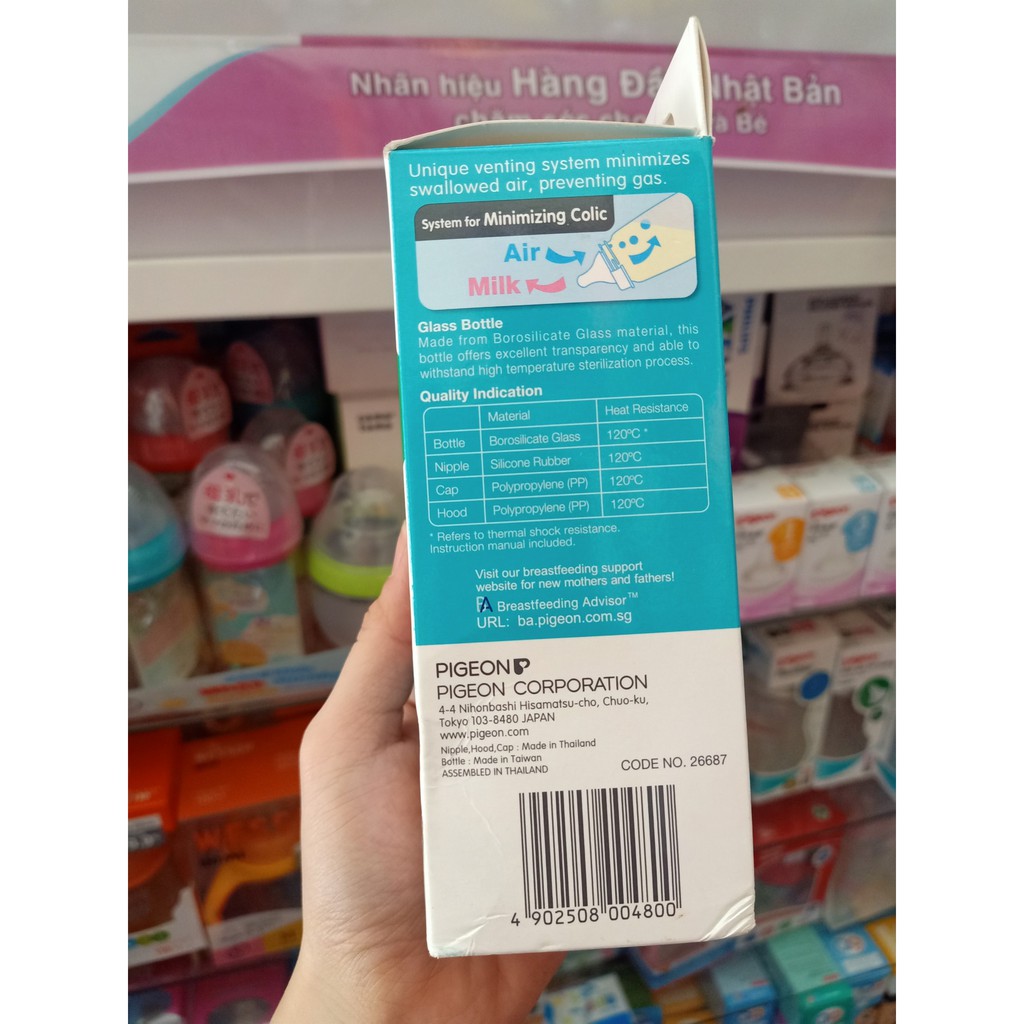 Nhãn hiệu Hàng Nhật Bản
Bé
Unique venting system minimizes
swallowed air, preventing gas.
System for Minimizing Colic
Air
Milk
Glass Bottle
Made from Borosilicate Glass material, this
bottle offers excellent transparency and able to
withstand high temperature sterilization process.
Quality Indication
Material Heat Resistance
Bottle Borosilicate Glass 120ºC *
Nipple Silicone Rubber 120ºC
Cap Polypropylene (PP) 120ºC
Hood Polypropylene (PP) 120ºC
* Refers to thermal shock resistance.
Instruction manual included.
Visit our breastfeeding support
website for new mothers and fathers!
BA Breastfeeding Advisor™
URL: ba.pigeon.com.sg
PIGEON
PIGEON CORPORATION
4-4 Nihonbashi Hisamatsu-cho, Chuo-ku,
Tokyo 103-8480 JAPAN
www.pigeon.com
Nipple,Hood,Cap : Made in Thailand
Bottle : Made in Taiwan
ASSEMBLED IN THAILAND
CODE NO. 26687
4 902508 004800